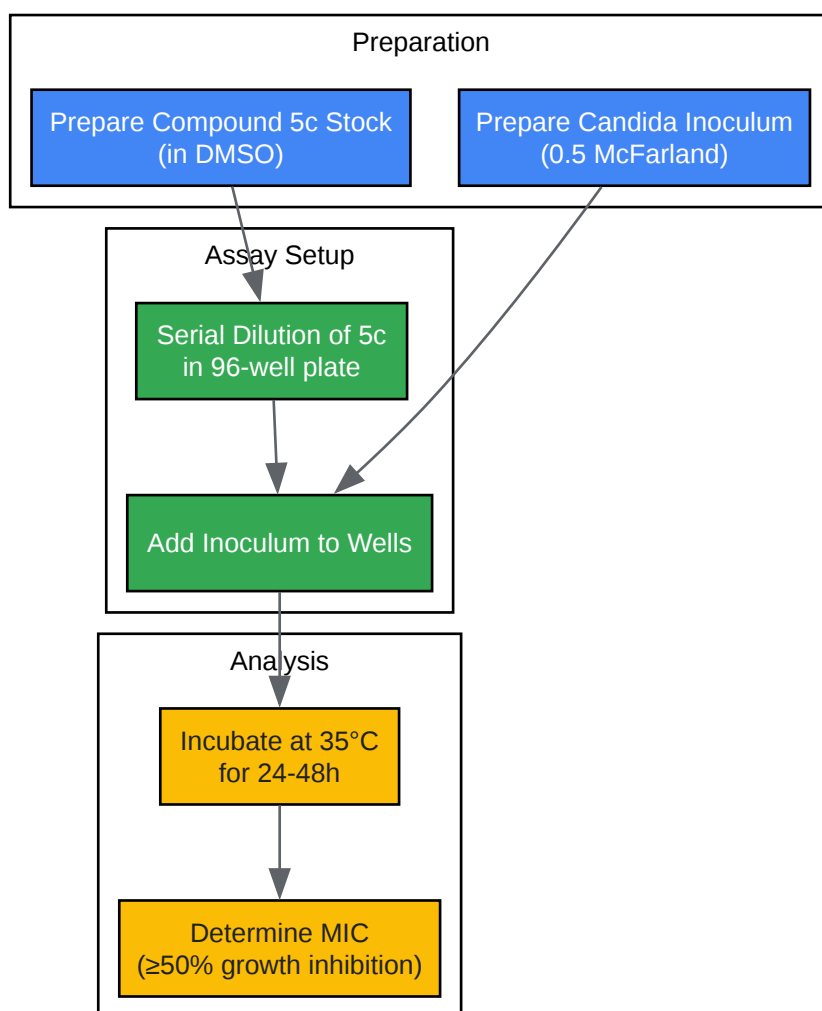 Preparation
Prepare Compound 5c Stock
(in DMSO)
Prepare Candida Inoculum
(0.5 McFarland)
Assay Setup
Serial Dilution of 5c
in 96-well plate
Add Inoculum to Wells
Analysis
Incubate at 35°C
for 24-48h
Determine MIC
(≥50% growth inhibition)